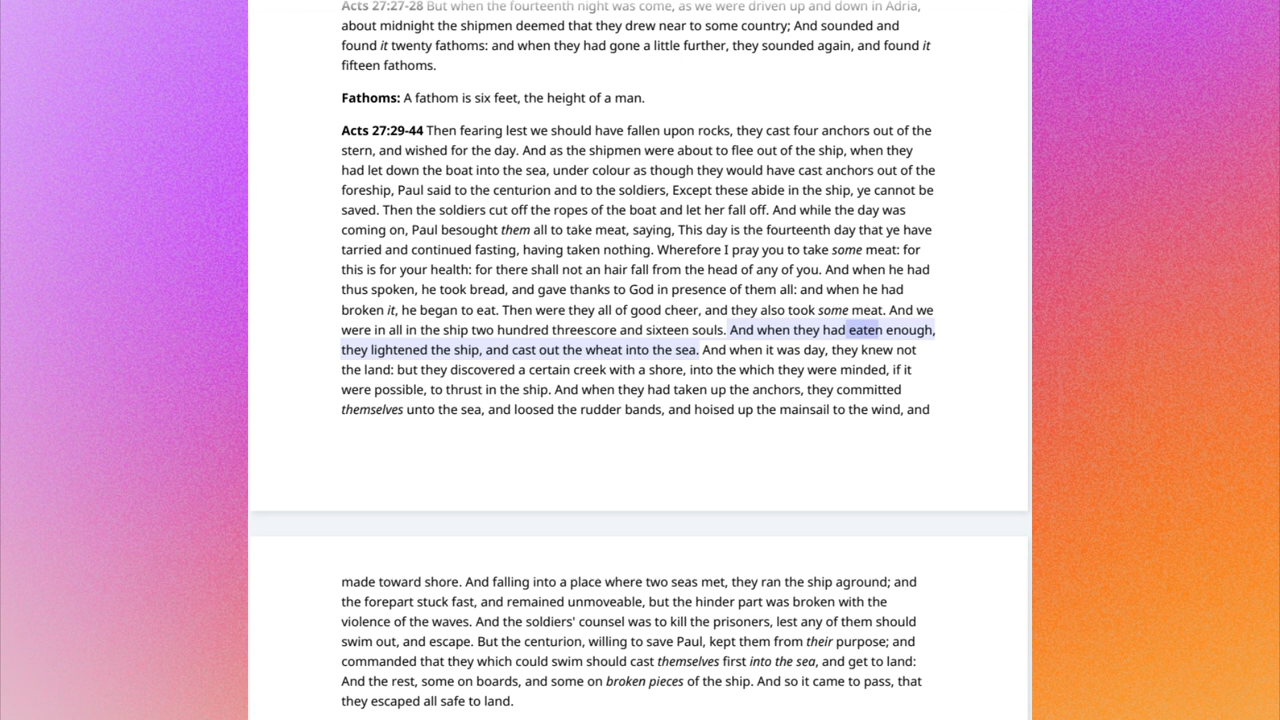 Acts 27:27-28 But when the fourteenth night was come, as we were driven up and down in Adria,
about midnight the shipmen deemed that they drew near to some country; And sounded and
found it twenty fathoms: and when they had gone a little further, they sounded again, and found it
fifteen fathoms.
Fathoms: A fathom is six feet, the height of a man.
Acts 27:29-44 Then fearing lest we should have fallen upon rocks, they cast four anchors out of the
stern, and wished for the day. And as the shipmen were about to flee out of the ship, when they
had let down the boat into the sea, under colour as though they would have cast anchors out of the
foreship, Paul said to the centurion and to the soldiers, Except these abide in the ship, ye cannot be
saved. Then the soldiers cut off the ropes of the boat and let her fall off. And while the day was
coming on, Paul besought them all to take meat, saying, This day is the fourteenth day that ye have
tarried and continued fasting, having taken nothing. Wherefore I pray you to take some meat: for
this is for your health: for there shall not an hair fall from the head of any of you. And when he had
thus spoken, he took bread, and gave thanks to God in presence of them all: and when he had
broken it, he began to eat. Then were they all of good cheer, and they also took some meat. And we
were in all in the ship two hundred threescore and sixteen souls. And when they had eaten enough,
they lightened the ship, and cast out the wheat into the sea. And when it was day, they knew not
the land: but they discovered a certain creek with a shore, into the which they were minded, if it
were possible, to thrust in the ship. And when they had taken up the anchors, they committed
themselves unto the sea, and loosed the rudder bands, and hoised up the mainsail to the wind, and
made toward shore. And falling into a place where two seas met, they ran the ship aground; and
the forepart stuck fast, and remained unmoveable, but the hinder part was broken with the
violence of the waves. And the soldiers' counsel was to kill the prisoners, lest any of them should
swim out, and escape. But the centurion, willing to save Paul, kept them from their purpose; and
commanded that they which could swim should cast themselves first into the sea, and get to land:
And the rest, some on boards, and some on broken pieces of the ship. And so it came to pass, that
they escaped all safe to land.